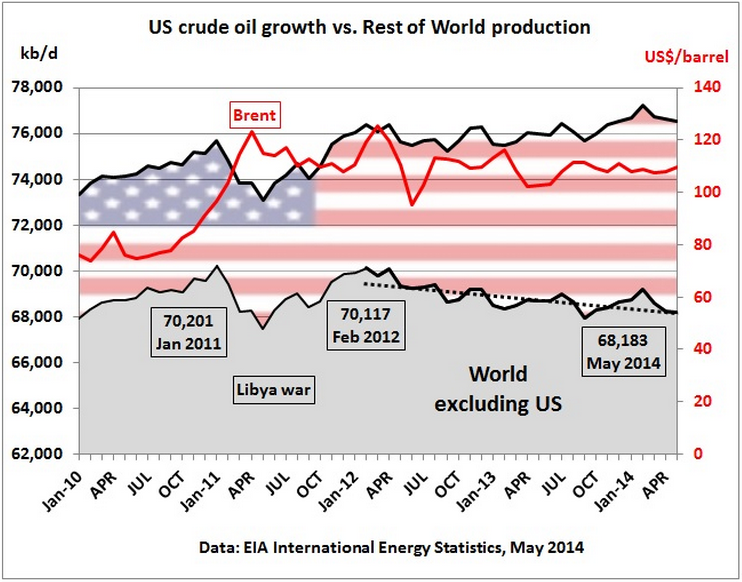 US crude oil growth vs. Rest of World production
kb/d
US$/barrel
78,000
76,000
74,000
72,000
70,000
68,000
66,000
64,000
62,000
140
120
100
80
60
40
20
0
Brent
70,201
Jan 2011
Libya war
70,117
Feb 2012
World
excluding US
68,183
May 2014
Jan-10
APR
JUL
OCT
Jan-11
APR
JUL
OCT
Jan-12
APR
JUL
OCT
Jan-13
APR
JUL
OCT
Jan-14
APR
Data: EIA International Energy Statistics, May 2014